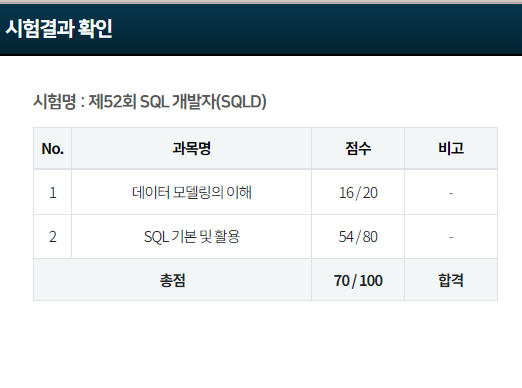 시험결과 확인
시험명 : 제52회 SQL 개발자(SQLD)
No. 과목명 점수 비고
1 데이터 모델링의 이해 16 / 20 -
2 SQL 기본 및 활용 54 / 80 -
총점 70 / 100 합격